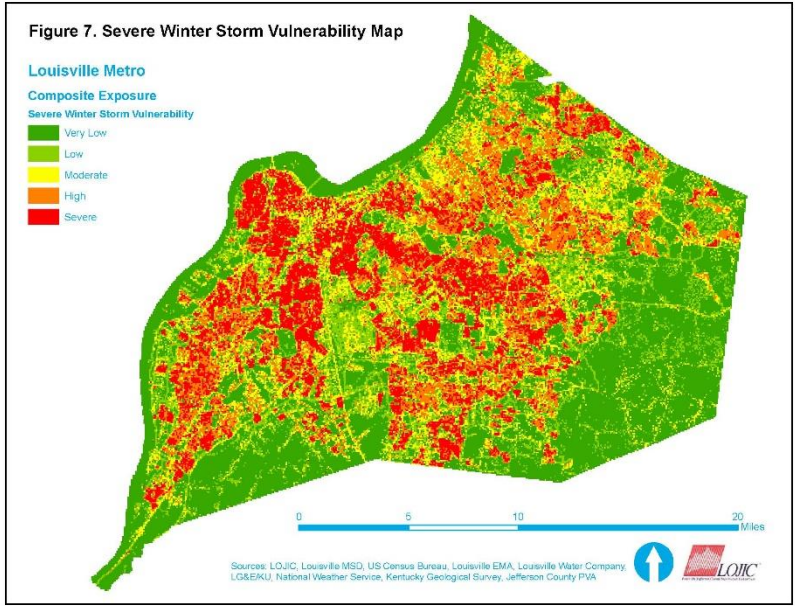 Figure 7. Severe Winter Storm Vulnerability Map
Louisville Metro
Composite Exposure
Severe Winter Storm Vulnerability
Very Low
Low
Moderate
High
Severe
0 5 10 20
Miles
Sources: LOJIC, Louisville MSD, US Census Bureau, Louisville EMA, Louisville Water Company,
LG&E/KU, National Weather Service, Kentucky Geological Survey, Jefferson County PVA
LOJIC